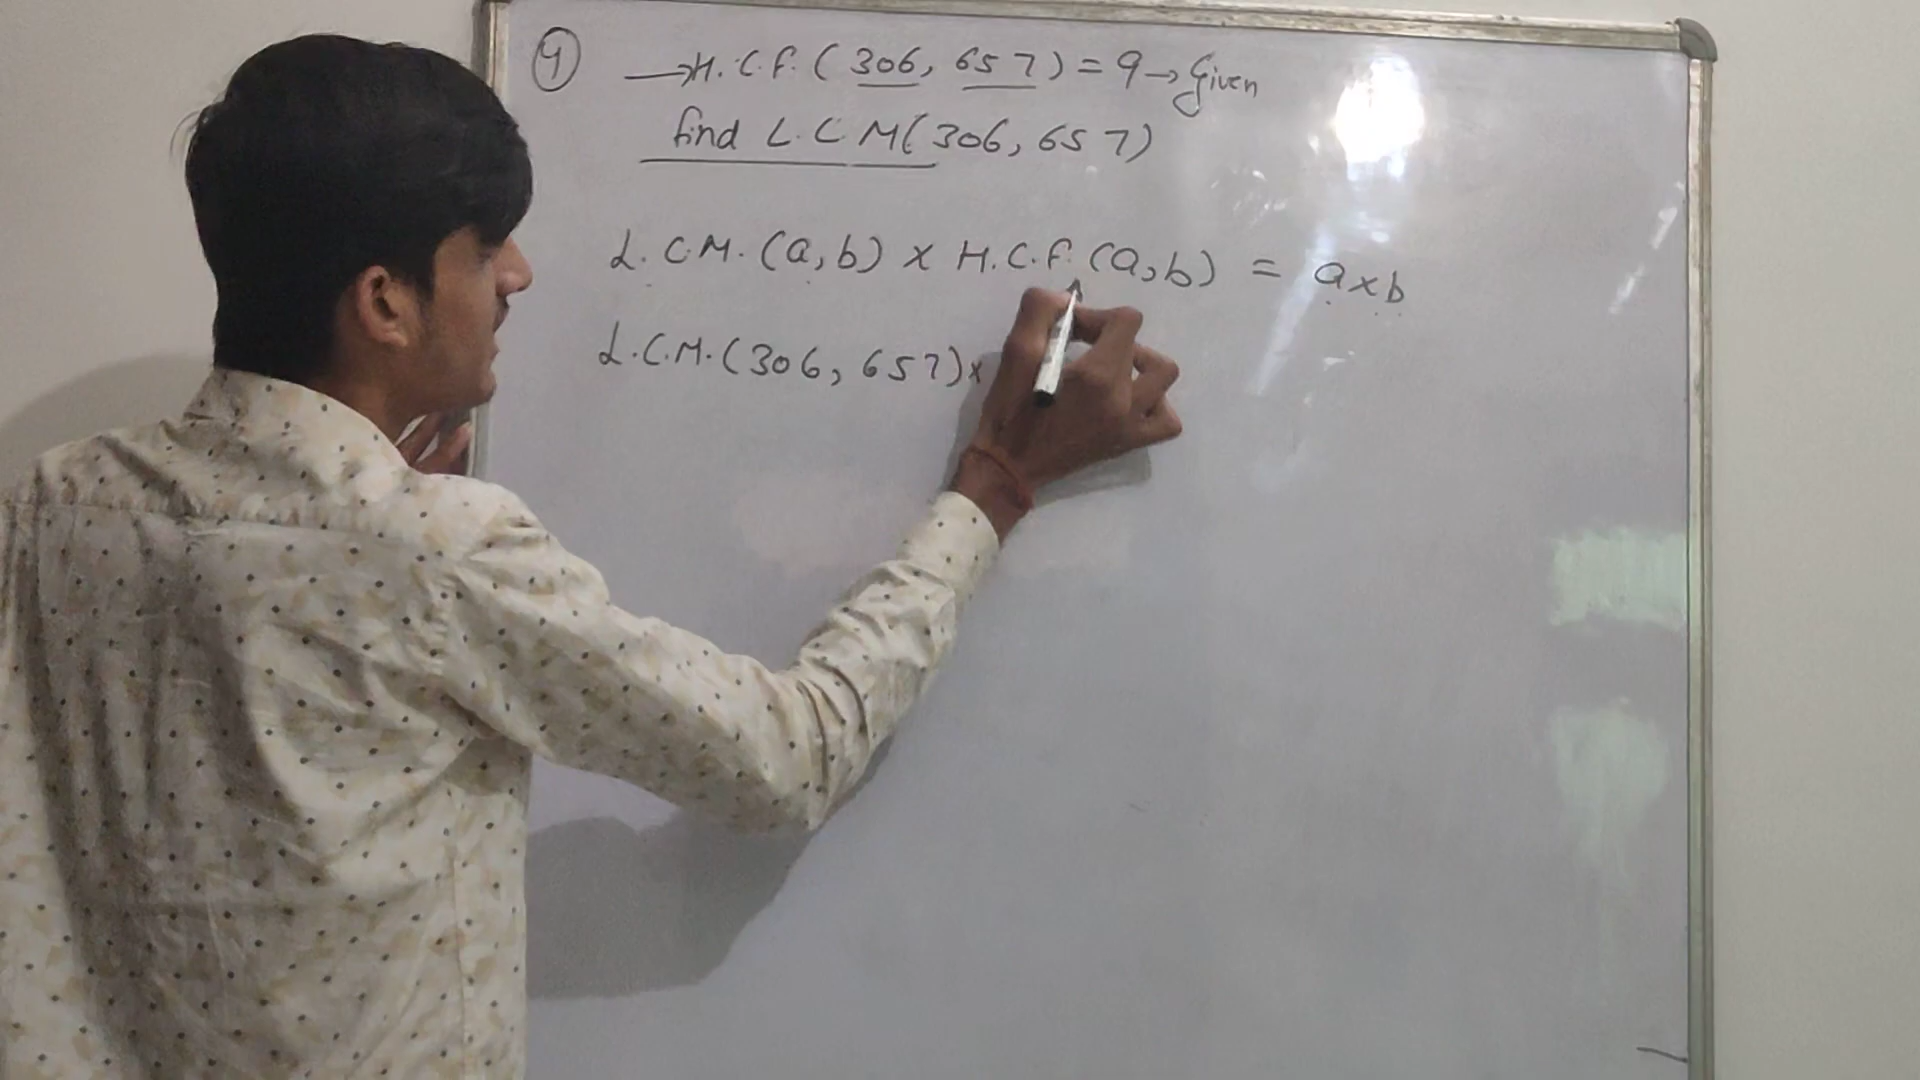 ④ → H.C.F. (306, 657) = 9 → Given
find L.C.M(306, 657)
L.C.M. (a,b) × H.C.F. (a,b) = a×b
L.C.M. (306, 657)×